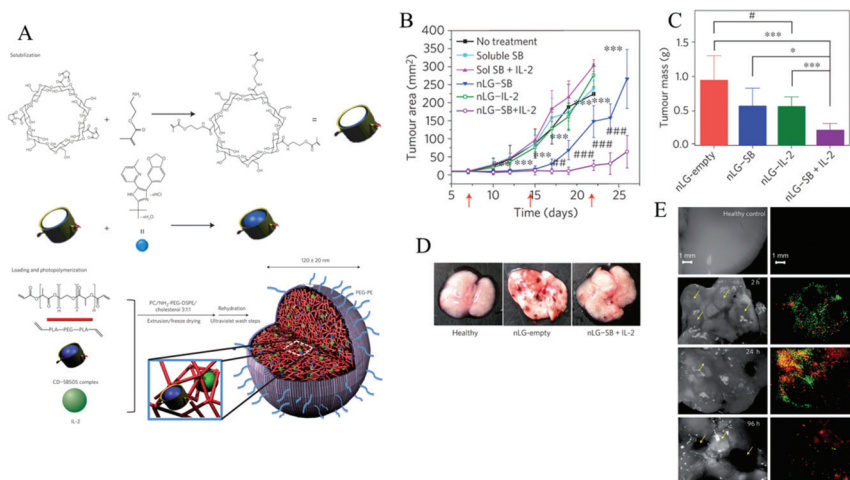 A
Solubilization
+
=
+
=
Loading and photopolymerization
PLA—PEG—PLA
CD–SB505 complex
IL-2
PC/NH₂-PEG-DSPE/
cholesterol 3:1:1
Extrusion/freeze drying
Rehydration
Ultraviolet wash steps
120 ± 20 nm
PEG-PE
B
Tumour area (mm²)
400
350
300
250
200
150
100
50
0
No treatment
Soluble SB
Sol SB + IL-2
nLG–SB
nLG–IL-2
nLG–SB+IL-2
***
***
***
***
***
***
##
###
###
###
5 10 15 20 25
Time (days)
C
Tumour mass (g)
1.5
1.0
0.5
0.0
#
***
*
***
nLG-empty
nLG–SB
nLG–IL-2
nLG–SB + IL-2
D
Healthy
nLG-empty
nLG–SB + IL-2
E
Healthy control
1 mm
1 mm
2 h
24 h
96 h